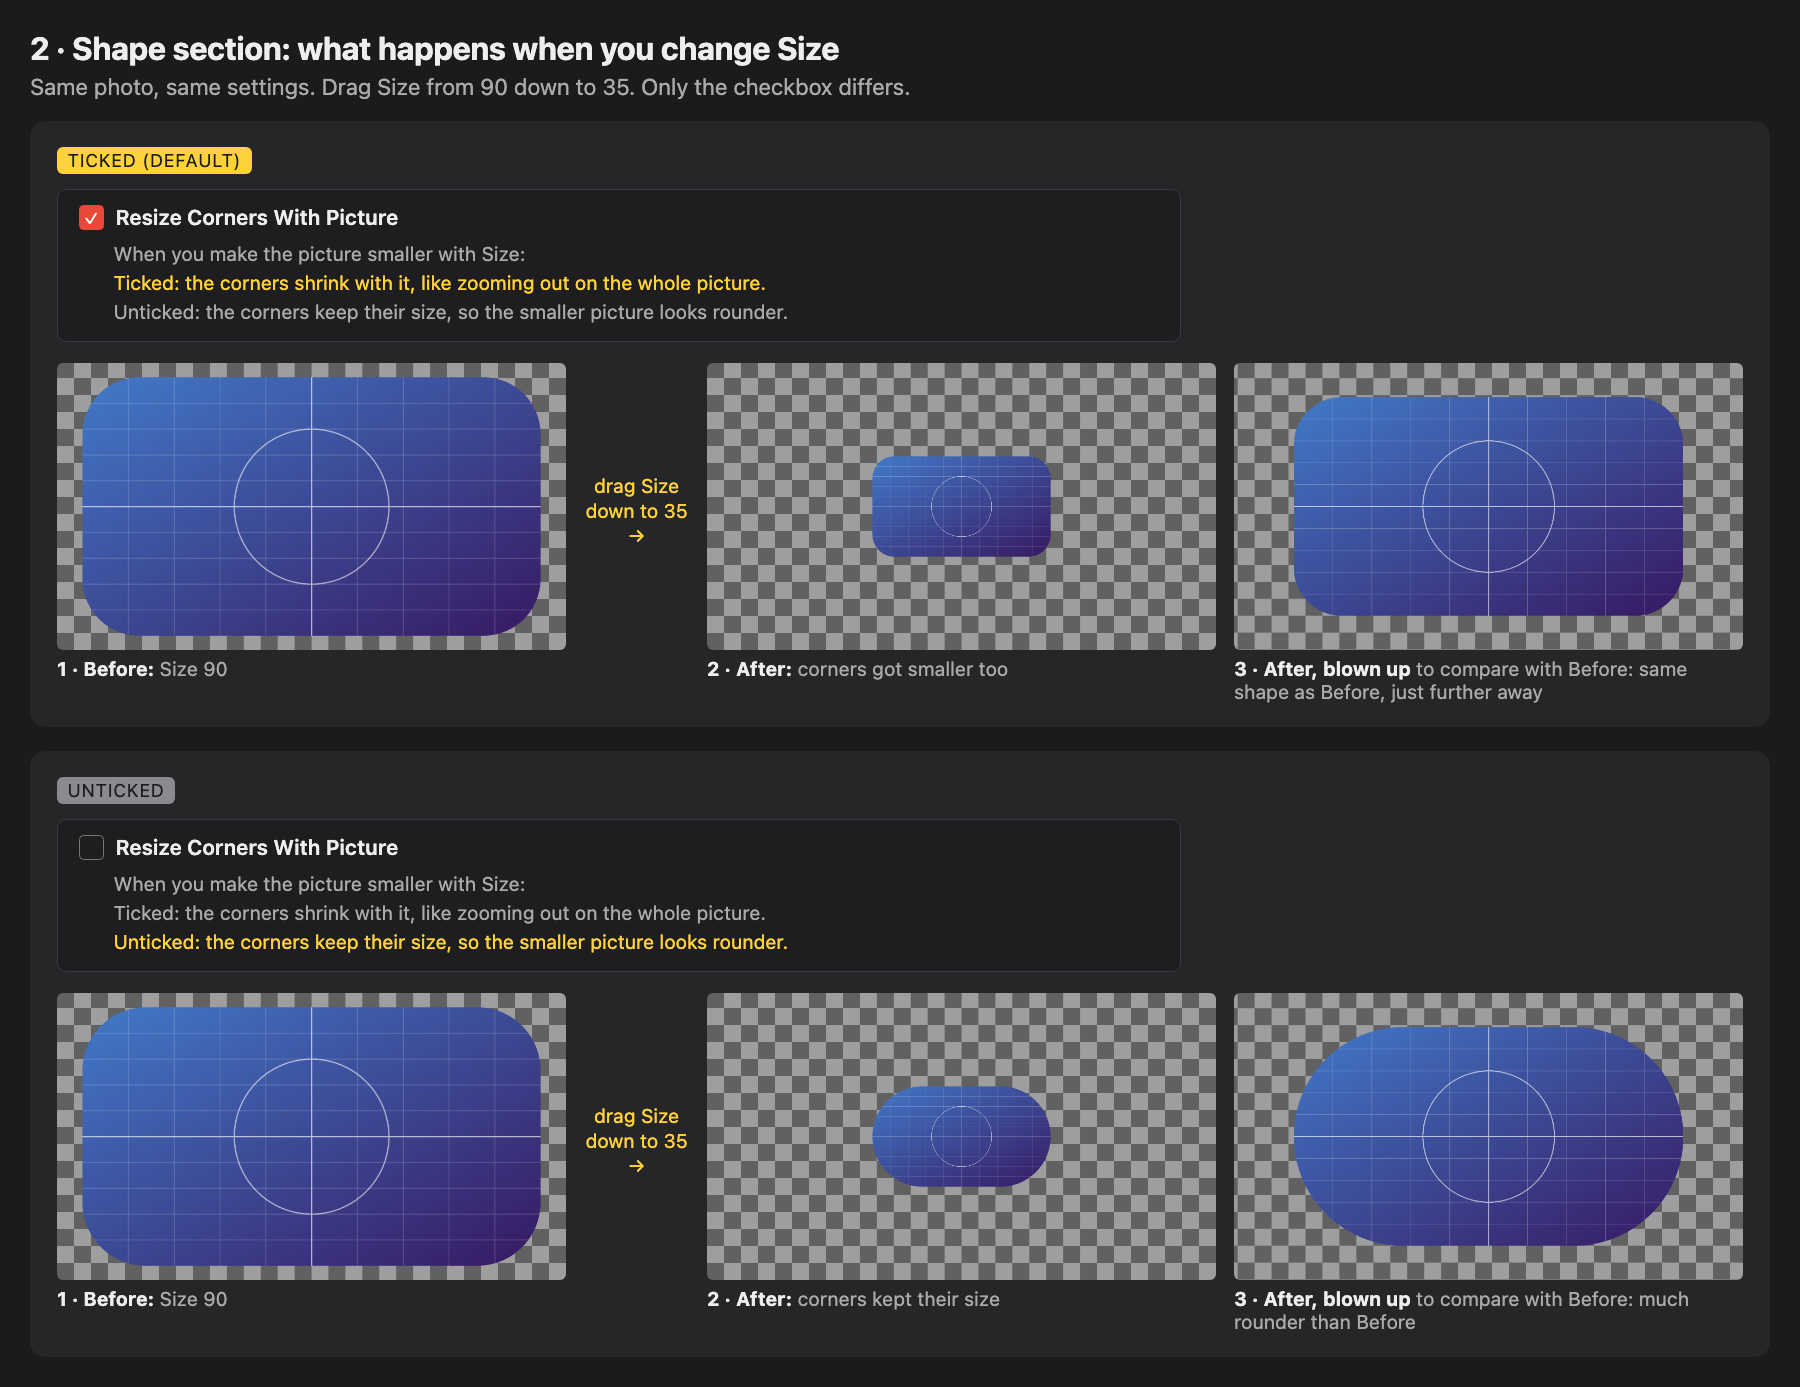 2 · Shape section: what happens when you change Size
Same photo, same settings. Drag Size from 90 down to 35. Only the checkbox differs.
TICKED (DEFAULT)
Resize Corners With Picture
When you make the picture smaller with Size:
Ticked: the corners shrink with it, like zooming out on the whole picture.
Unticked: the corners keep their size, so the smaller picture looks rounder.
drag Size
down to 35
→
1 · Before: Size 90
2 · After: corners got smaller too
3 · After, blown up to compare with Before: same
shape as Before, just further away
UNTICKED
Resize Corners With Picture
When you make the picture smaller with Size:
Ticked: the corners shrink with it, like zooming out on the whole picture.
Unticked: the corners keep their size, so the smaller picture looks rounder.
drag Size
down to 35
→
1 · Before: Size 90
2 · After: corners kept their size
3 · After, blown up to compare with Before: much
rounder than Before